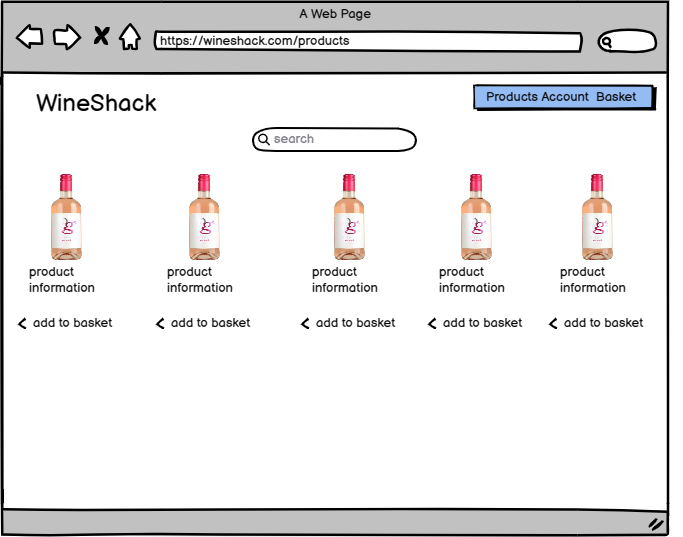 A Web Page
https://wineshack.com/products
WineShack
Products Account Basket
search
g
g
g
g
g
product information
product information
product information
product information
product information
add to basket
add to basket
add to basket
add to basket
add to basket